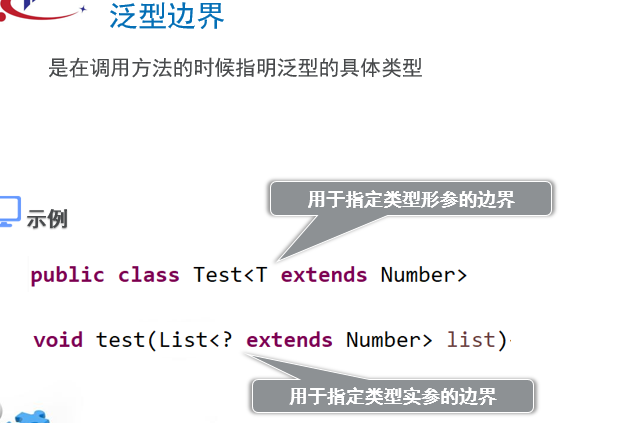 泛型边界
是在调用方法的时候指明泛型的具体类型
用于指定类型形参的边界
示例
public class Test<T extends Number>
void test(List<? extends Number> list)
用于指定类型实参的边界